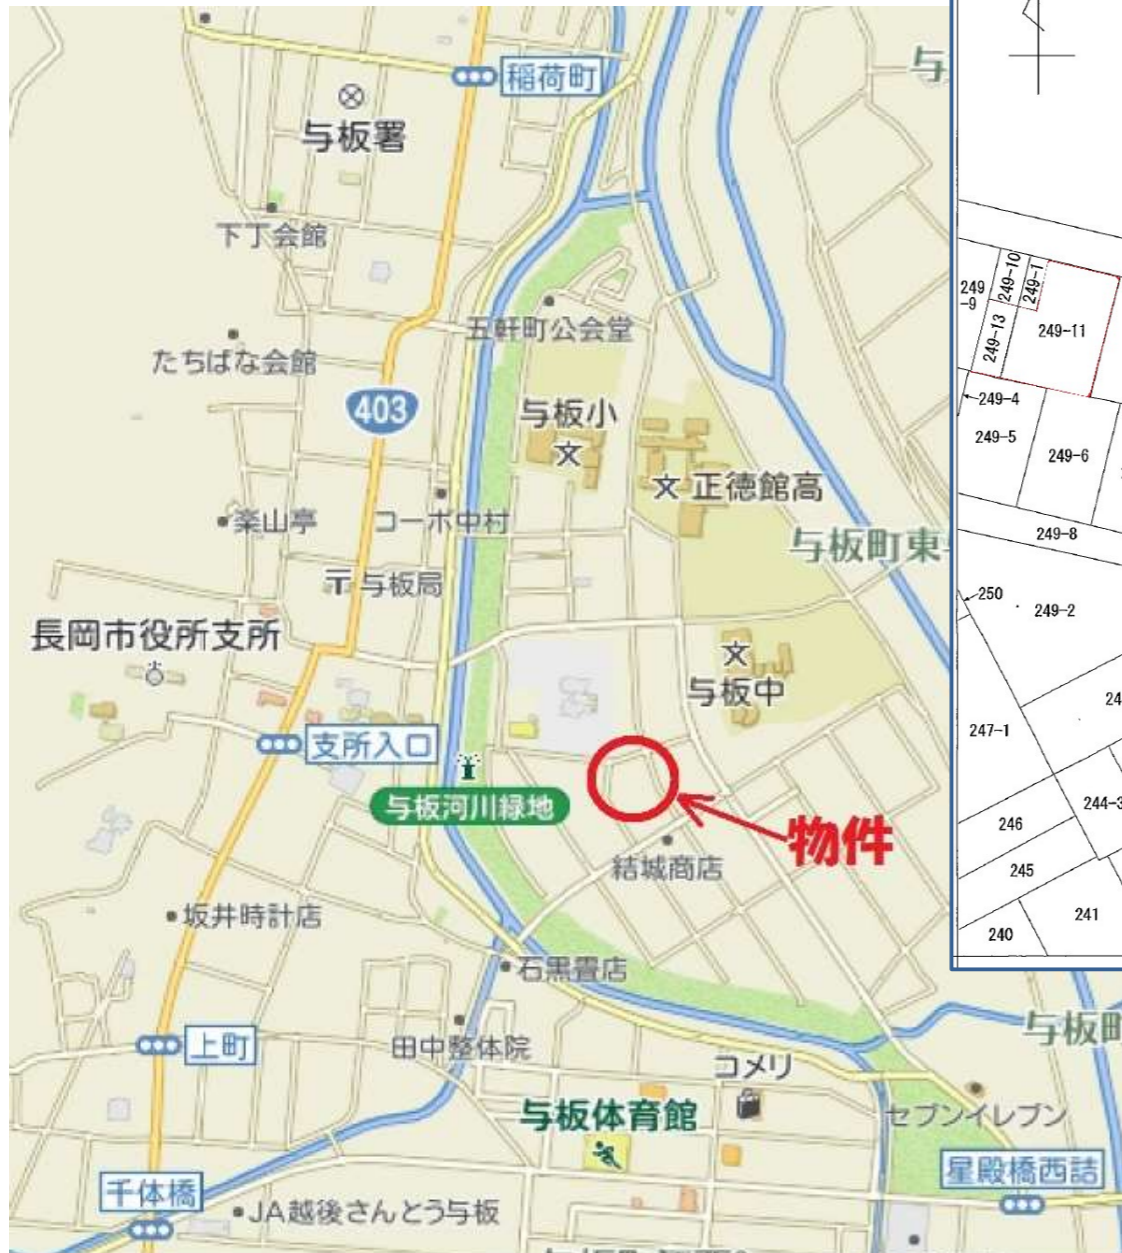 稲荷町
与
与板署
下丁会館
五軒町公会堂
たちばな会館
403
与板小
正徳館高
楽山亭
コーポ中村
与板町東
〒与板局
長岡市役所支所
与板中
支所入口
与板河川緑地
物件
結城商店
坂井時計店
石黒畳店
上町
田中整体院
コメリ
与板町
与板体育館
セブンイレブン
星殿橋西詰
千体橋
JA越後さんとう与板
249-10
249-1
249
-9
249-13
249-11
249-4
249-5
249-6
249-8
250
249-2
24
247-1
244-3
246
245
241
240